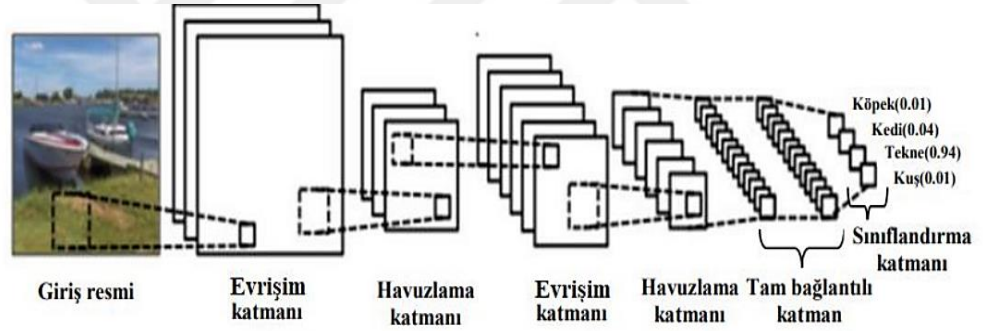 Köpek(0.01)
Kedi(0.04)
Tekne(0.94)
Kuş(0.01)
Sınıflandırma
katmanı
Giriş resmi
Evrişim
katmanı
Havuzlama
katmanı
Evrişim
katmanı
Havuzlama
katmanı
Tam bağlantılı
katman